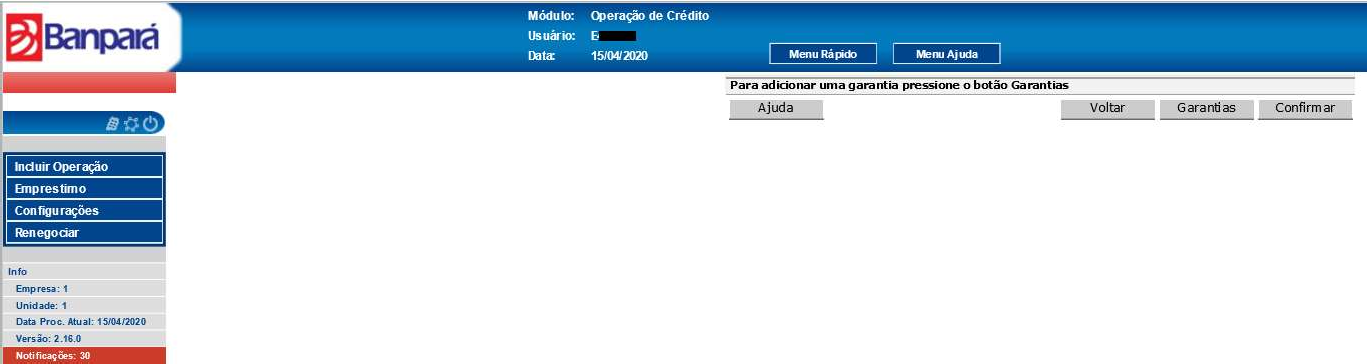 Banpará
Módulo: Operação de Crédito
Usuário: E
Data: 15/04/2020
Menu Rápido Menu Ajuda
Para adicionar uma garantia pressione o botão Garantias
Ajuda Voltar Garantias Confirmar
Incluir Operação
Emprestimo
Configurações
Renegociar
Info
Empresa: 1
Unidade: 1
Data Proc. Atual: 15/04/2020
Versão: 2.16.0
Notificações: 30